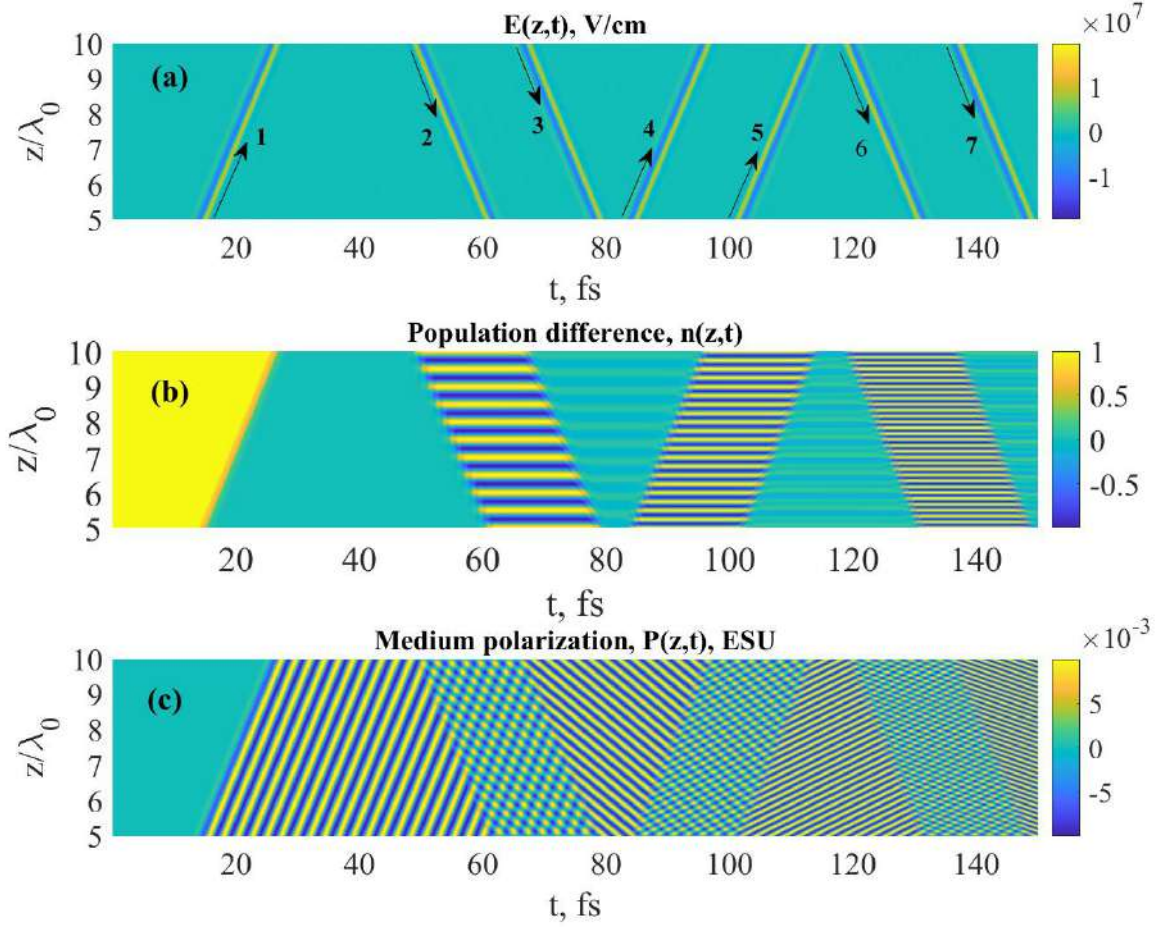 E(z,t), V/cm
×10⁷
(a)
z/λ₀
10
9
8
7
6
5
1
2
3
4
5
6
7
1
0
-1
20 40 60 80 100 120 140
t, fs
Population difference, n(z,t)
(b)
z/λ₀
10
9
8
7
6
5
1
0.5
0
-0.5
20 40 60 80 100 120 140
t, fs
Medium polarization, P(z,t), ESU
×10⁻³
(c)
z/λ₀
10
9
8
7
6
5
5
0
-5
20 40 60 80 100 120 140
t, fs